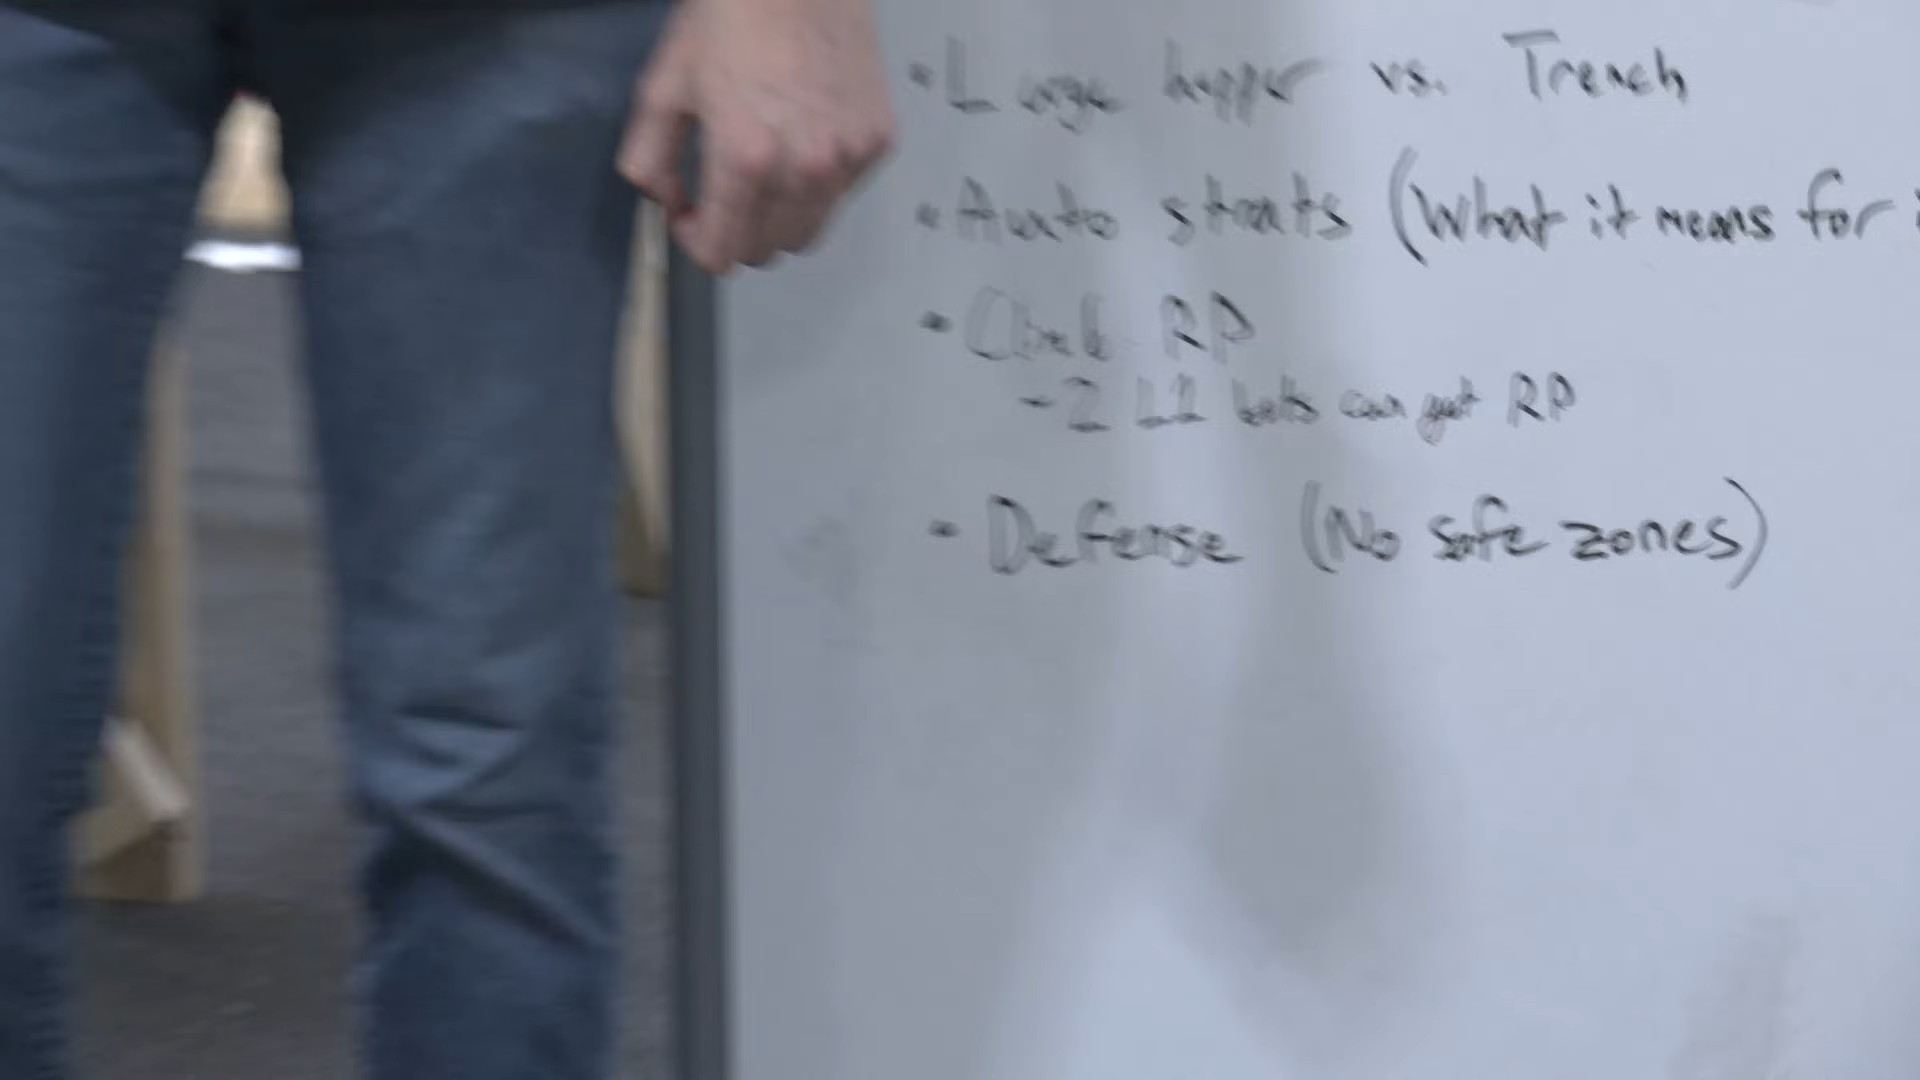 • Large hopper vs. Trench
• Auto strats (What it means for
• Climb RP
- 2 L1 bots can get RP
• Defense (No safe zones)